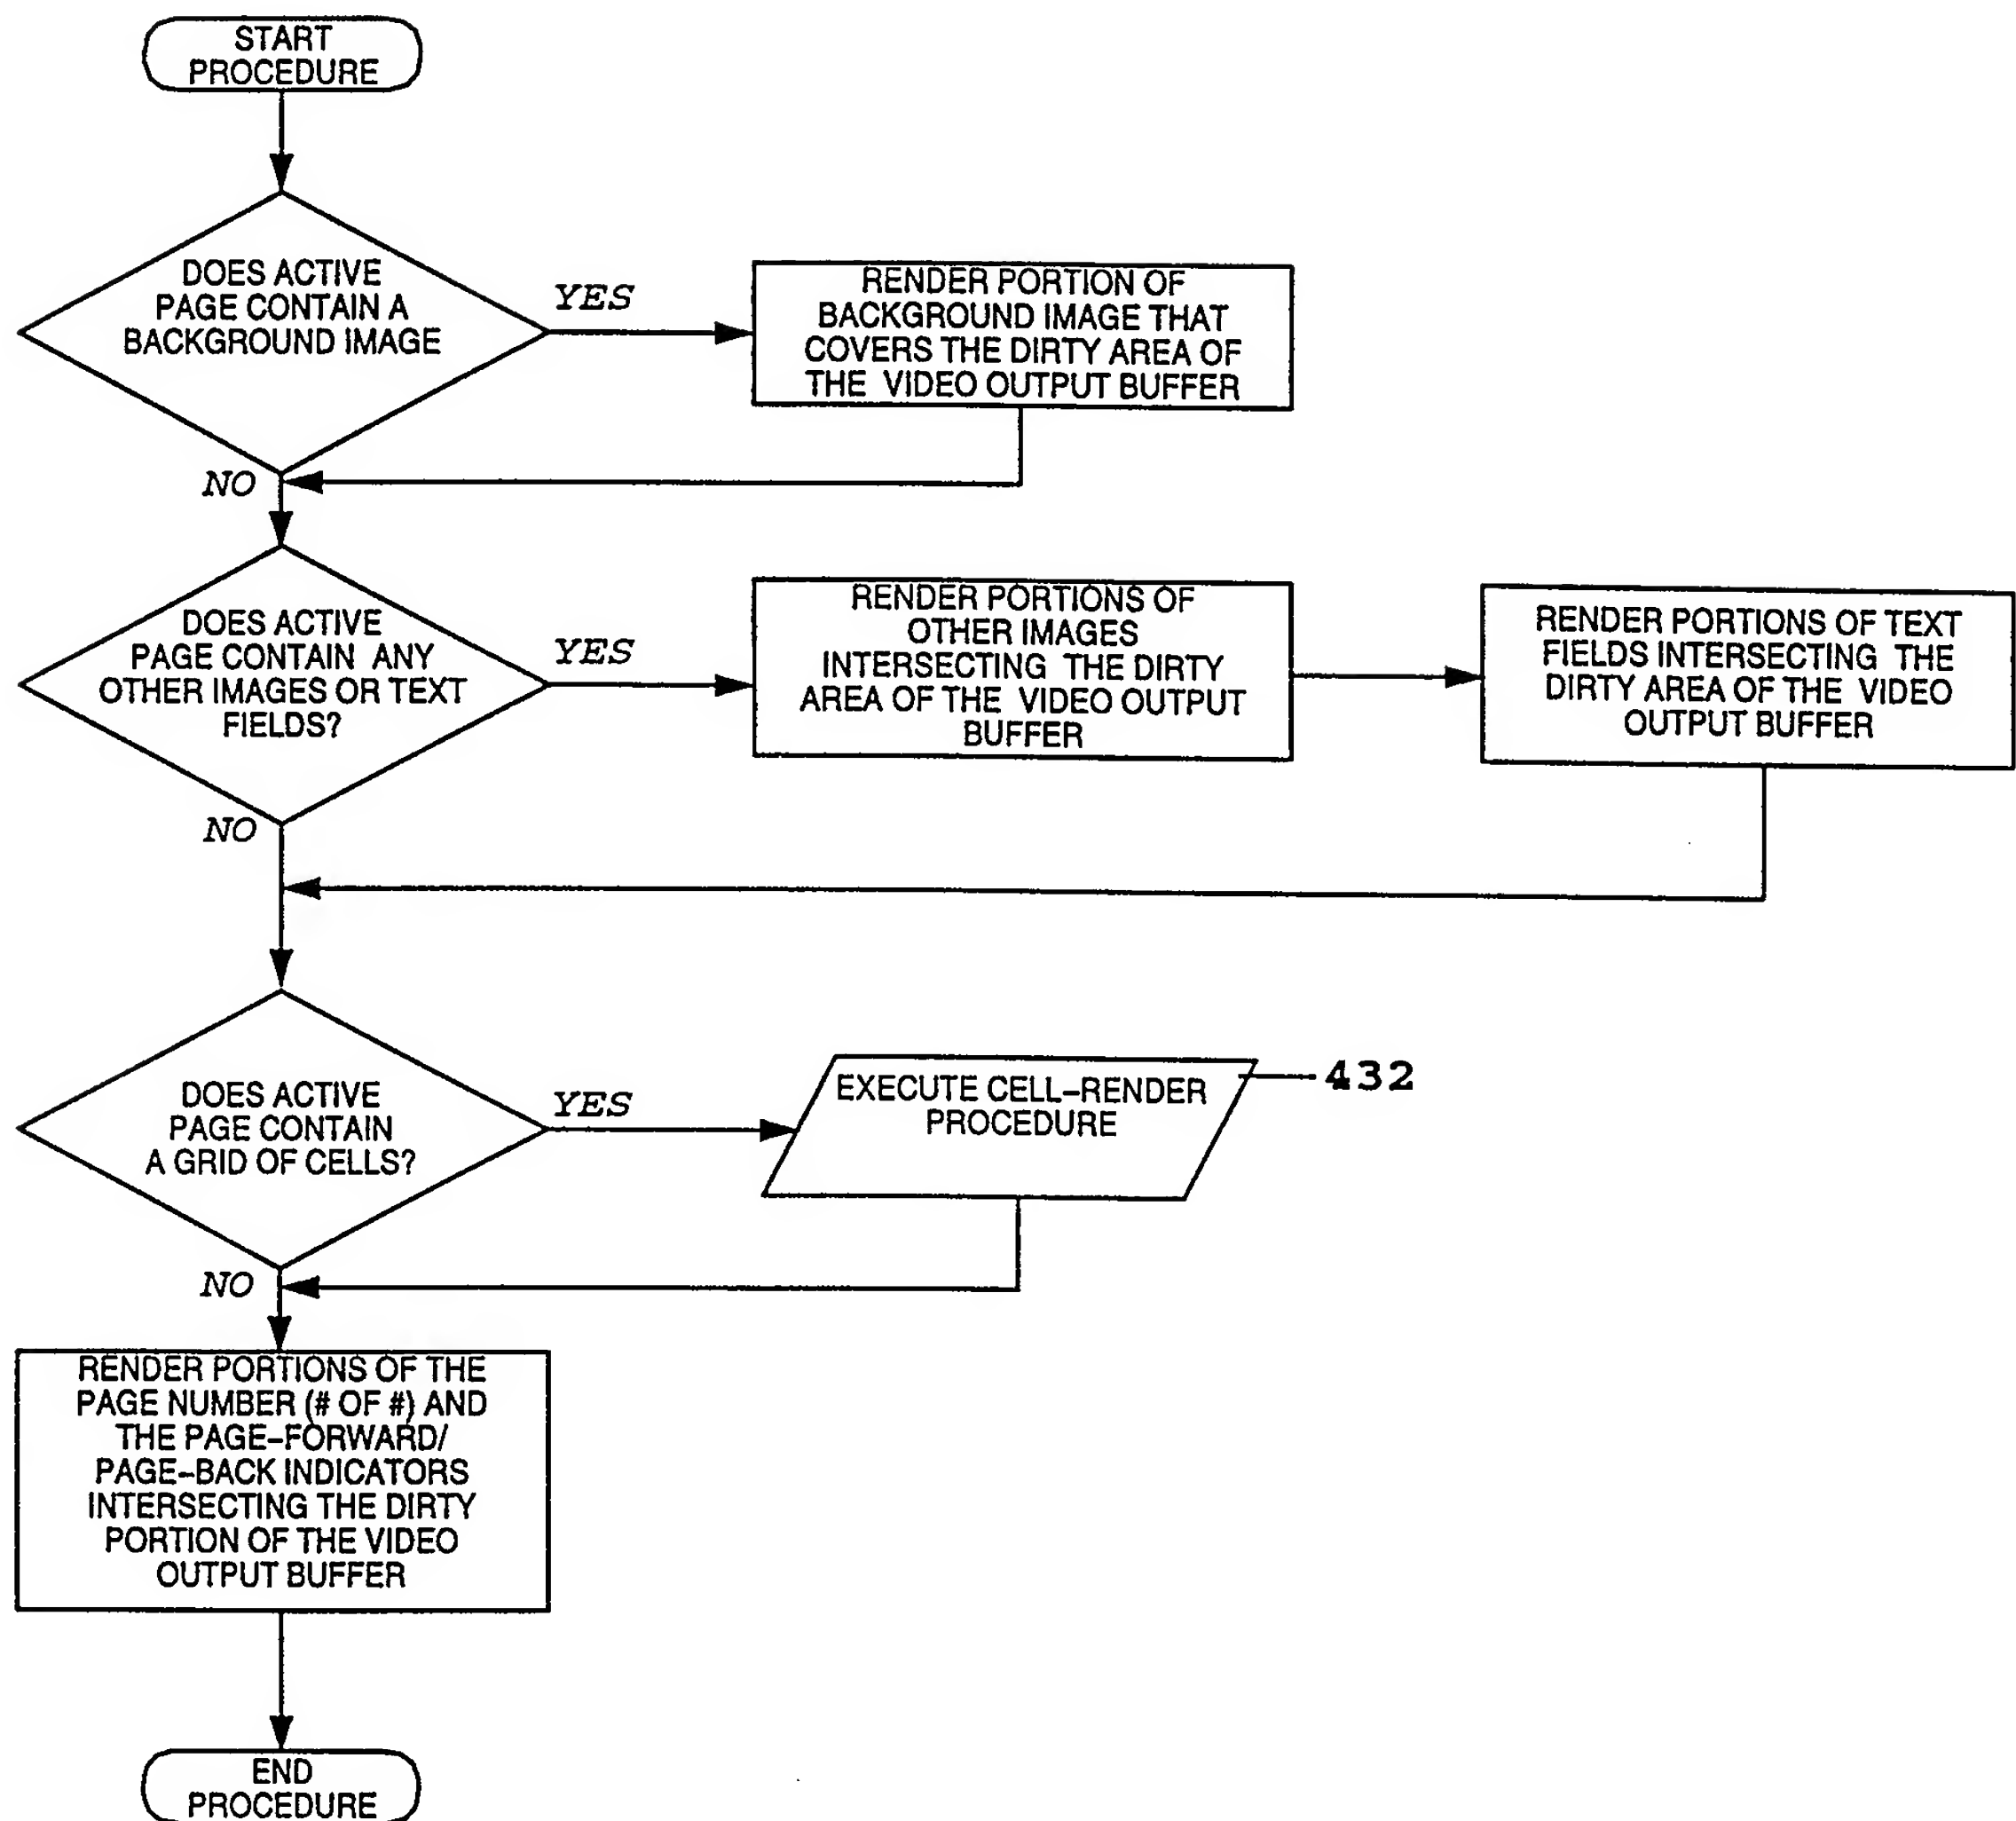 START
PROCEDURE
DOES ACTIVE
PAGE CONTAIN A
BACKGROUND IMAGE
YES
RENDER PORTION OF
BACKGROUND IMAGE THAT
COVERS THE DIRTY AREA OF
THE VIDEO OUTPUT BUFFER
NO
DOES ACTIVE
PAGE CONTAIN ANY
OTHER IMAGES OR TEXT
FIELDS?
YES
RENDER PORTIONS OF
OTHER IMAGES
INTERSECTING THE DIRTY
AREA OF THE VIDEO OUTPUT
BUFFER
RENDER PORTIONS OF TEXT
FIELDS INTERSECTING THE
DIRTY AREA OF THE VIDEO
OUTPUT BUFFER
NO
DOES ACTIVE
PAGE CONTAIN
A GRID OF CELLS?
YES
EXECUTE CELL-RENDER
PROCEDURE
432
NO
RENDER PORTIONS OF THE
PAGE NUMBER (# OF #) AND
THE PAGE-FORWARD/
PAGE-BACK INDICATORS
INTERSECTING THE DIRTY
PORTION OF THE VIDEO
OUTPUT BUFFER
END
PROCEDURE